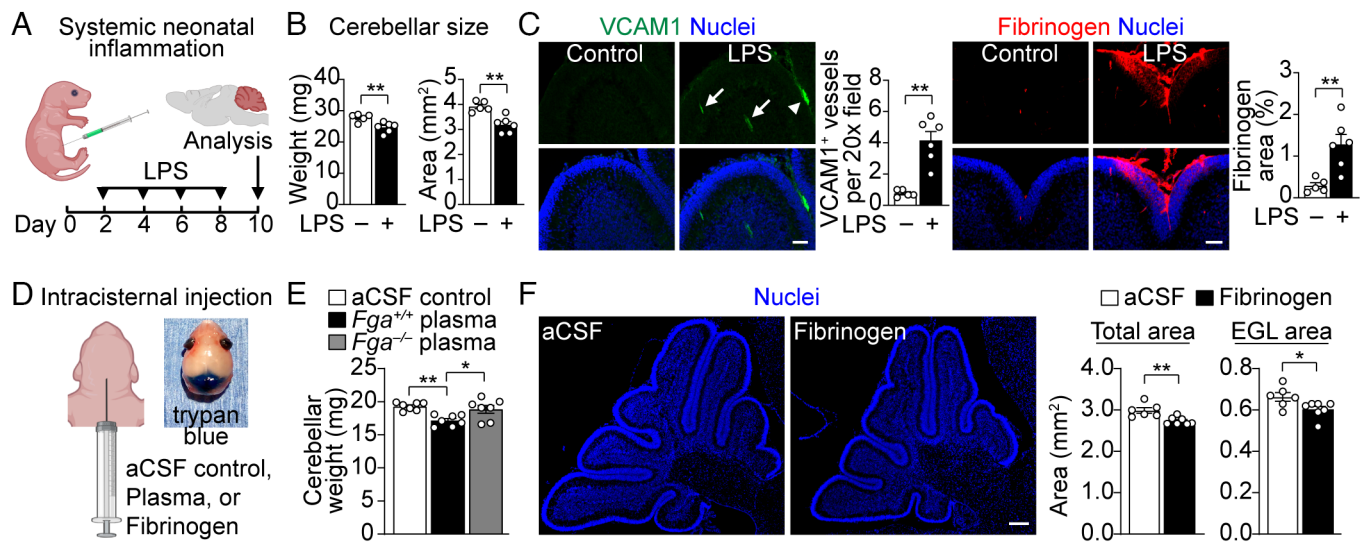 A Systemic neonatal
inflammation
Analysis
LPS
Day 0 2 4 6 8 10
B Cerebellar size
Weight (mg)
40
30
20
10
0
**
LPS – +
Area (mm²)
5
4
3
2
1
0
**
LPS – +
C VCAM1 Nuclei
Control LPS
VCAM1⁺ vessels
per 20x field
8
6
4
2
0
**
LPS – +
Fibrinogen Nuclei
Control LPS
Fibrinogen
area (%)
3
2
1
0
**
LPS – +
D Intracisternal injection
trypan
blue
aCSF control,
Plasma, or
Fibrinogen
E aCSF control
Fga⁺/⁺ plasma
Fga⁻/⁻ plasma
Cerebellar
weight (mg)
25
20
15
10
5
0
** *
F Nuclei
aCSF Fibrinogen
aCSF Fibrinogen
Total area
Area (mm²)
4.0
3.0
2.0
1.0
0
**
EGL area
0.8
0.6
0.4
0.2
0
*